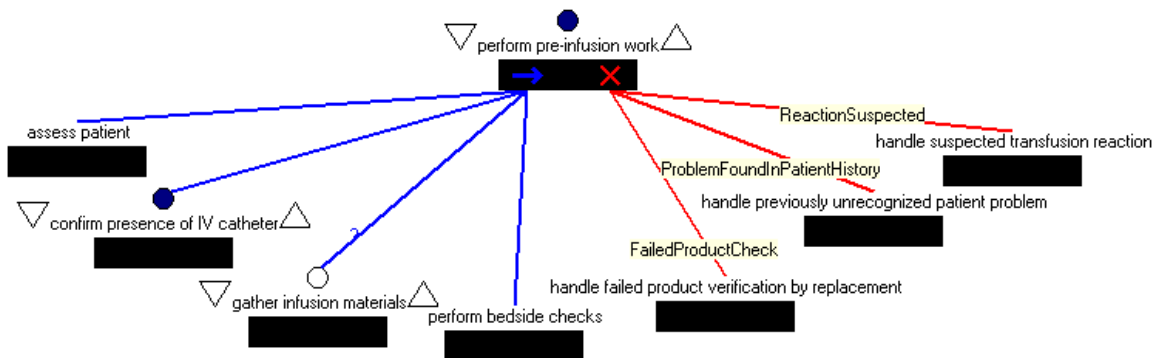 perform pre-infusion work
ReactionSuspected
assess patient
handle suspected transfusion reaction
ProblemFoundInPatientHistory
handle previously unrecognized patient problem
confirm presence of IV catheter
?
FailedProductCheck
handle failed product verification by replacement
gather infusion materials
perform bedside checks